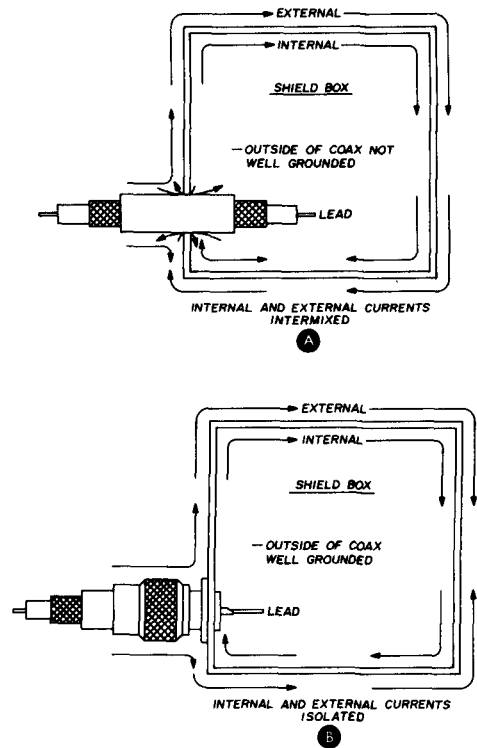 EXTERNAL
INTERNAL
SHIELD BOX
—OUTSIDE OF COAX NOT
WELL GROUNDED
LEAD
INTERNAL AND EXTERNAL CURRENTS
INTERMIXED
A
EXTERNAL
INTERNAL
SHIELD BOX
—OUTSIDE OF COAX
WELL GROUNDED
LEAD
INTERNAL AND EXTERNAL CURRENTS
ISOLATED
B